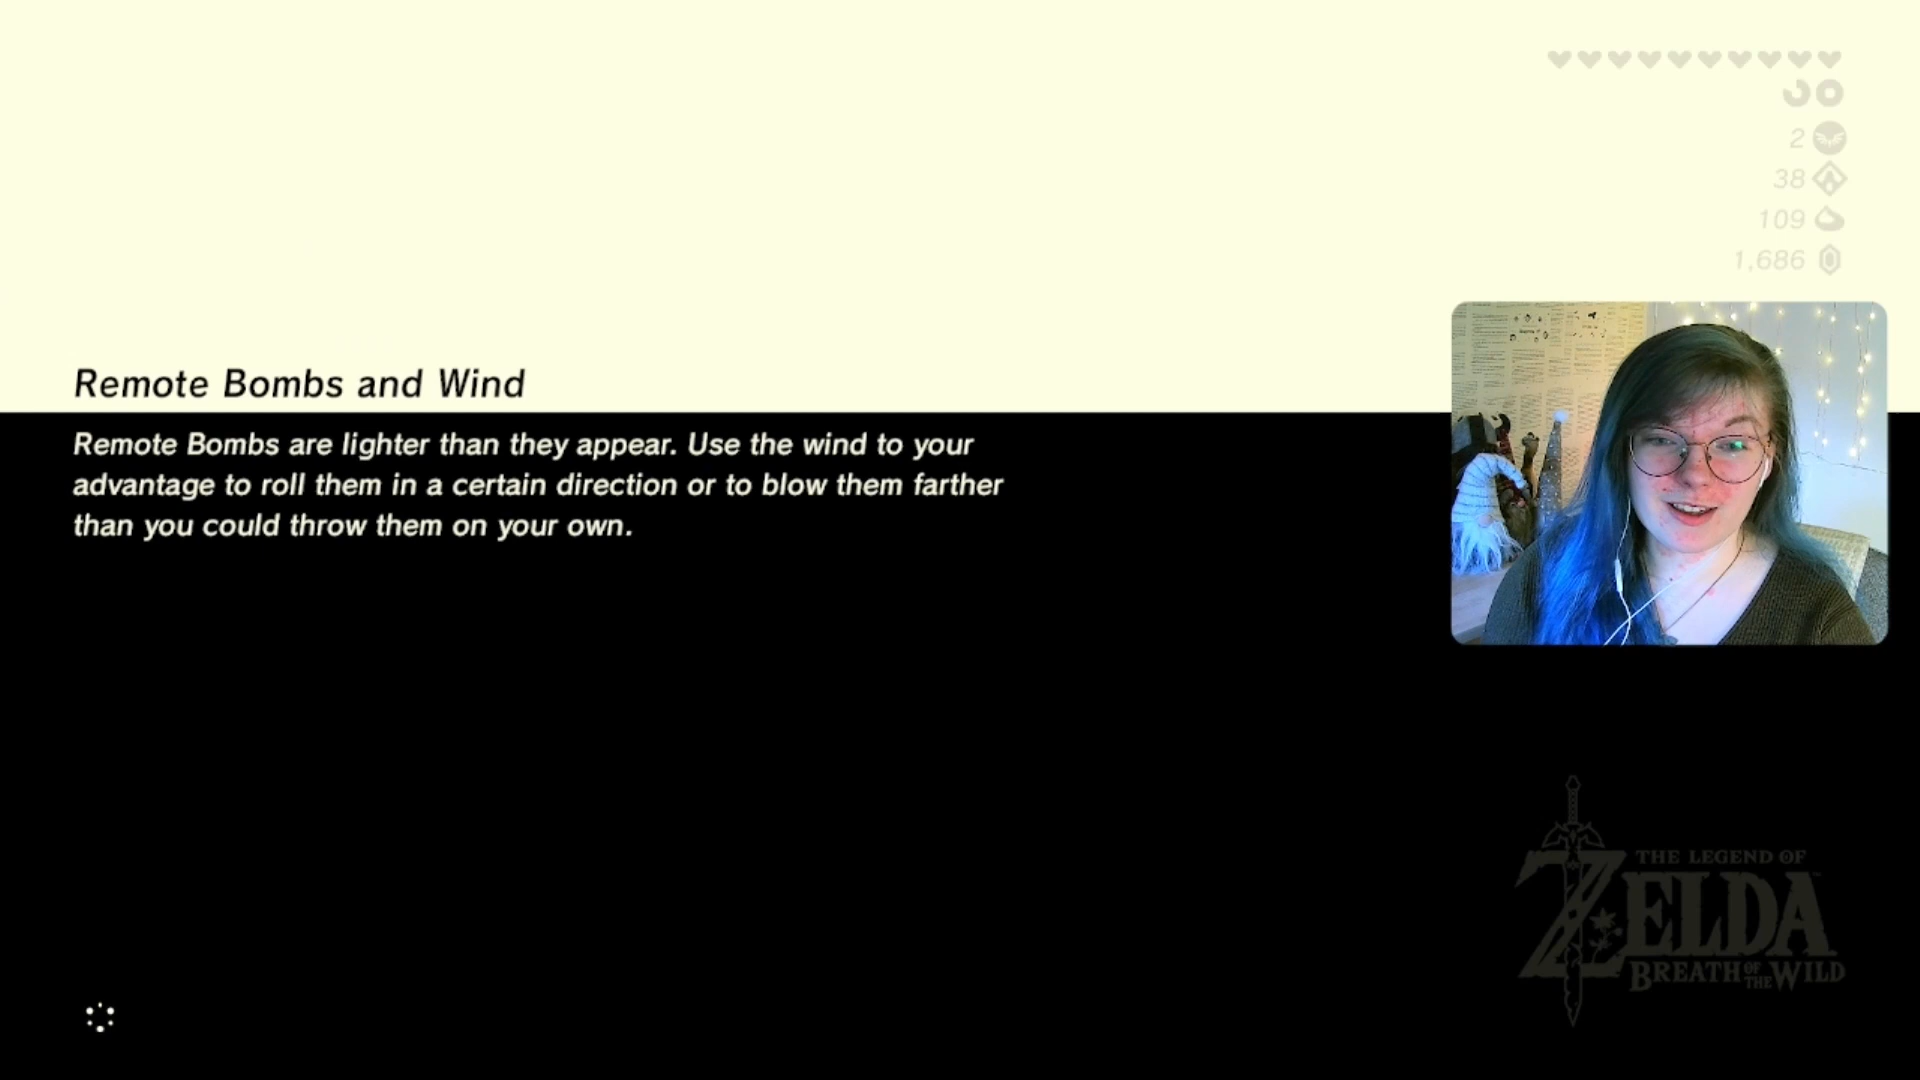 2
38
109
1,686
Remote Bombs and Wind
Remote Bombs are lighter than they appear. Use the wind to your
advantage to roll them in a certain direction or to blow them farther
than you could throw them on your own.
THE LEGEND OF
ZELDA
BREATH OF THE WILD